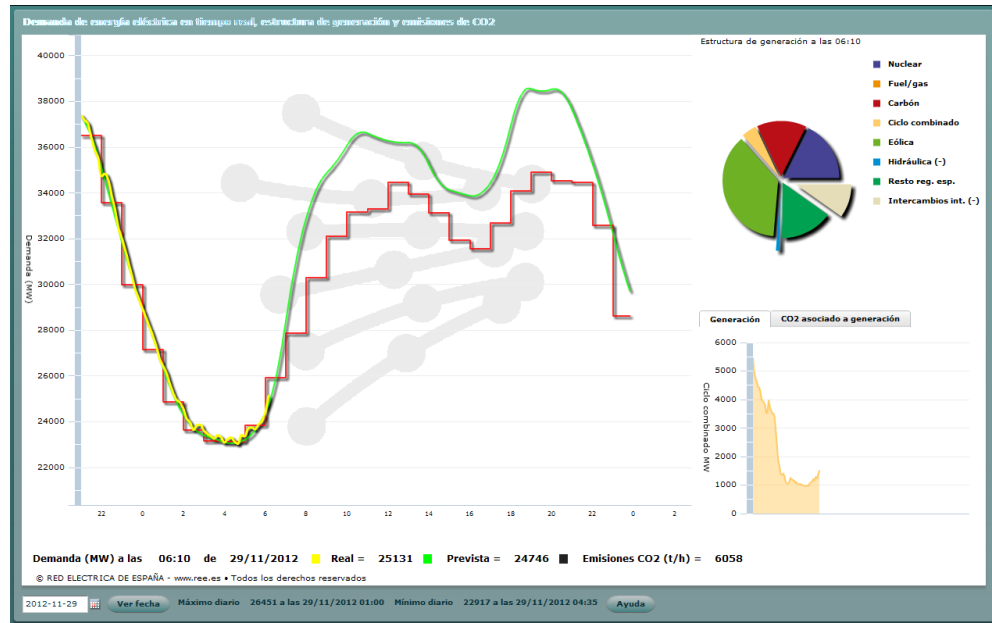 Demanda de energía eléctrica en tiempo real, estructura de generación y emisiones de CO2
Estructura de generación a las 06:10
40000
38000
36000
34000
32000
30000
28000
26000
24000
22000
Demanda (MW)
22 0 2 4 6 8 10 12 14 16 18 20 22 0 2
Nuclear
Fuel/gas
Carbón
Ciclo combinado
Eólica
Hidráulica (-)
Resto reg. esp.
Intercambios int. (-)
Generación CO2 asociado a generación
6000
5000
4000
3000
2000
1000
0
Ciclo combinado MW
Demanda (MW) a las 06:10 de 29/11/2012 Real = 25131 Prevista = 24746 Emisiones CO2 (t/h) = 6058
© RED ELECTRICA DE ESPAÑA - www.ree.es • Todos los derechos reservados
2012-11-29 Ver fecha Máximo diario 26451 a las 29/11/2012 01:00 Mínimo diario 22917 a las 29/11/2012 04:35 Ayuda